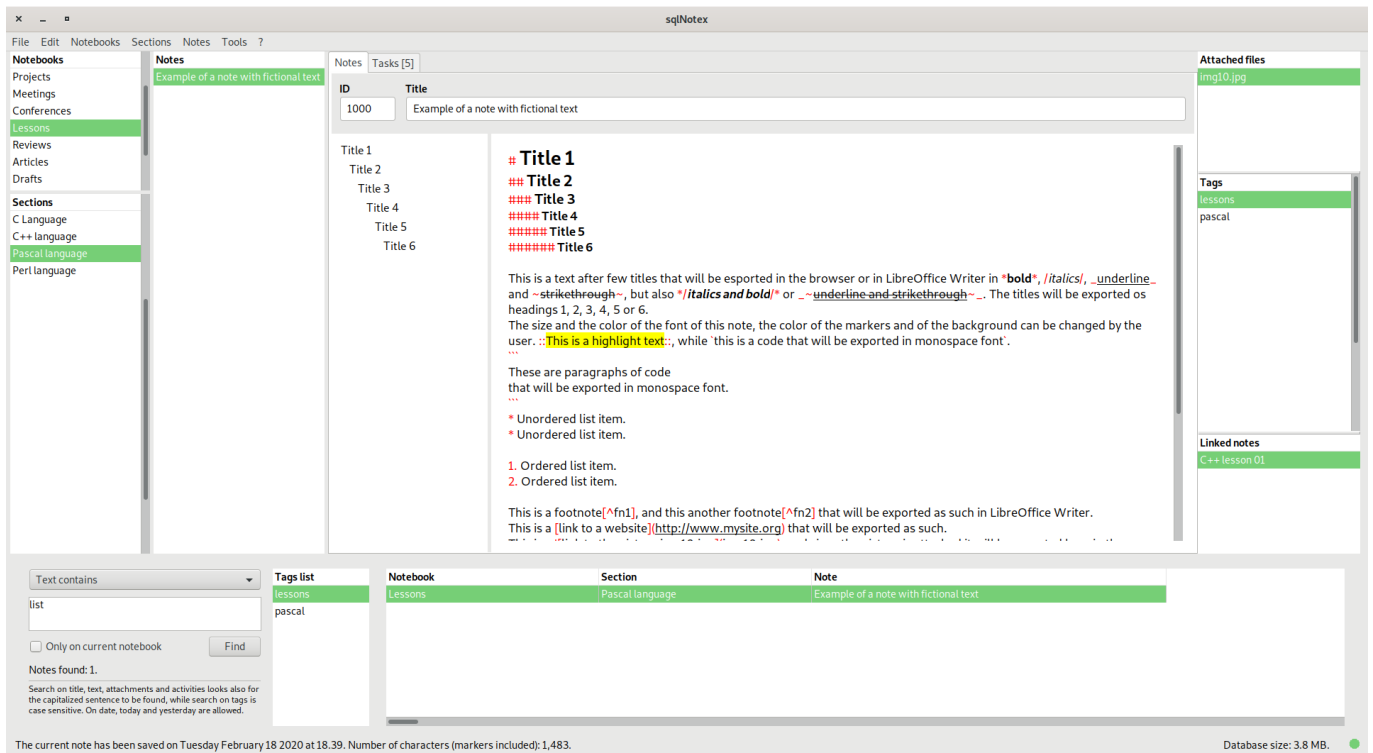 sqlNotex
File Edit Notebooks Sections Notes Tools ?
Notebooks
Projects
Meetings
Conferences
Lessons
Reviews
Articles
Drafts
Sections
C Language
C++ language
Pascal language
Perl language
Notes
Example of a note with fictional text
Notes Tasks [5]
ID Title
1000 Example of a note with fictional text
Title 1
Title 2
Title 3
Title 4
Title 5
Title 6
# Title 1
## Title 2
### Title 3
#### Title 4
##### Title 5
###### Title 6
This is a text after few titles that will be esported in the browser or in LibreOffice Writer in *bold*, /italics/, _underline_
and ~strikethrough~, but also */italics and bold/* or _~underline and strikethrough~_. The titles will be exported os
headings 1, 2, 3, 4, 5 or 6.
The size and the color of the font of this note, the color of the markers and of the background can be changed by the
user. ::This is a highlight text::, while `this is a code that will be exported in monospace font`.
```
These are paragraphs of code
that will be exported in monospace font.
```
* Unordered list item.
* Unordered list item.
1. Ordered list item.
2. Ordered list item.
This is a footnote[^fn1], and this another footnote[^fn2] that will be exported as such in LibreOffice Writer.
This is a [link to a website](http://www.mysite.org) that will be exported as such.
Attached files
img10.jpg
Tags
lessons
pascal
Linked notes
C++ lesson 01
Text contains
list
Only on current notebook Find
Notes found: 1.
Search on title, text, attachments and activities looks also for
the capitalized sentence to be found, while search on tags is
case sensitive. On date, today and yesterday are allowed.
Tags list
lessons
pascal
Notebook Section Note
Lessons Pascal language Example of a note with fictional text
The current note has been saved on Tuesday February 18 2020 at 18.39. Number of characters (markers included): 1,483.
Database size: 3.8 MB.